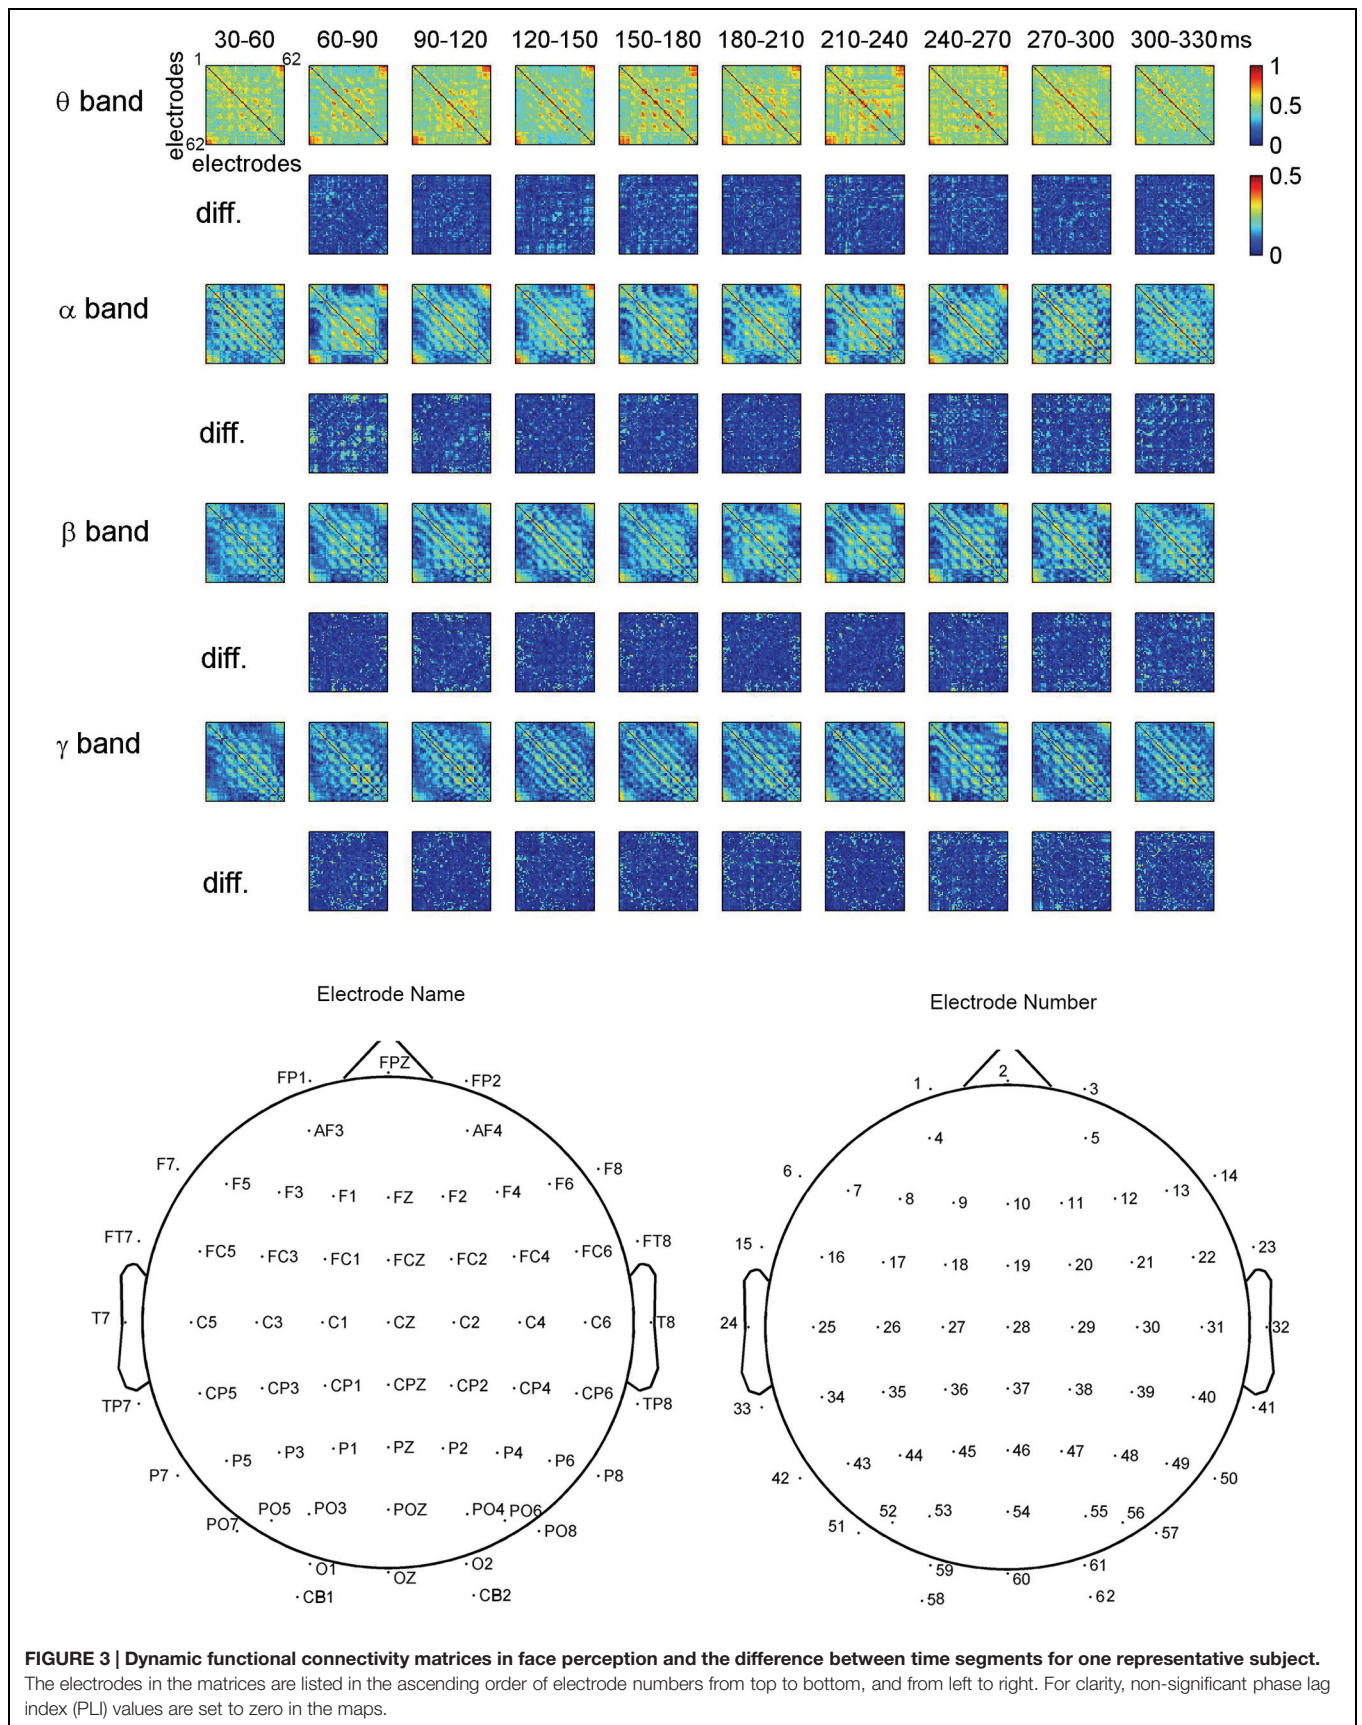 30-60 60-90 90-120 120-150 150-180 180-210 210-240 240-270 270-300 300-330 ms
1 62
electrodes
62
electrodes
θ band
1
0.5
0
diff.
0.5
0
α band
diff.
β band
diff.
γ band
diff.
Electrode Name
FPZ
FP1 FP2
AF3 AF4
F7 F8
F5 F3 F1 FZ F2 F4 F6
FT7 FT8
FC5 FC3 FC1 FCZ FC2 FC4 FC6
T7 C5 C3 C1 CZ C2 C4 C6 T8
CP5 CP3 CP1 CPZ CP2 CP4 CP6
TP7 TP8
P5 P3 P1 PZ P2 P4 P6
P7 P8
PO5 PO3 POZ PO4 PO6
PO7 PO8
O1 OZ O2
CB1 CB2
Electrode Number
2
1 3
4 5
6 14
7 8 9 10 11 12 13
15 23
16 17 18 19 20 21 22
24 25 26 27 28 29 30 31 32
34 35 36 37 38 39 40
33 41
43 44 45 46 47 48 49
42 50
52 53 54 55 56
51 57
59 60 61
58 62
FIGURE 3 | Dynamic functional connectivity matrices in face perception and the difference between time segments for one representative subject.
The electrodes in the matrices are listed in the ascending order of electrode numbers from top to bottom, and from left to right. For clarity, non-significant phase lag
index (PLI) values are set to zero in the maps.